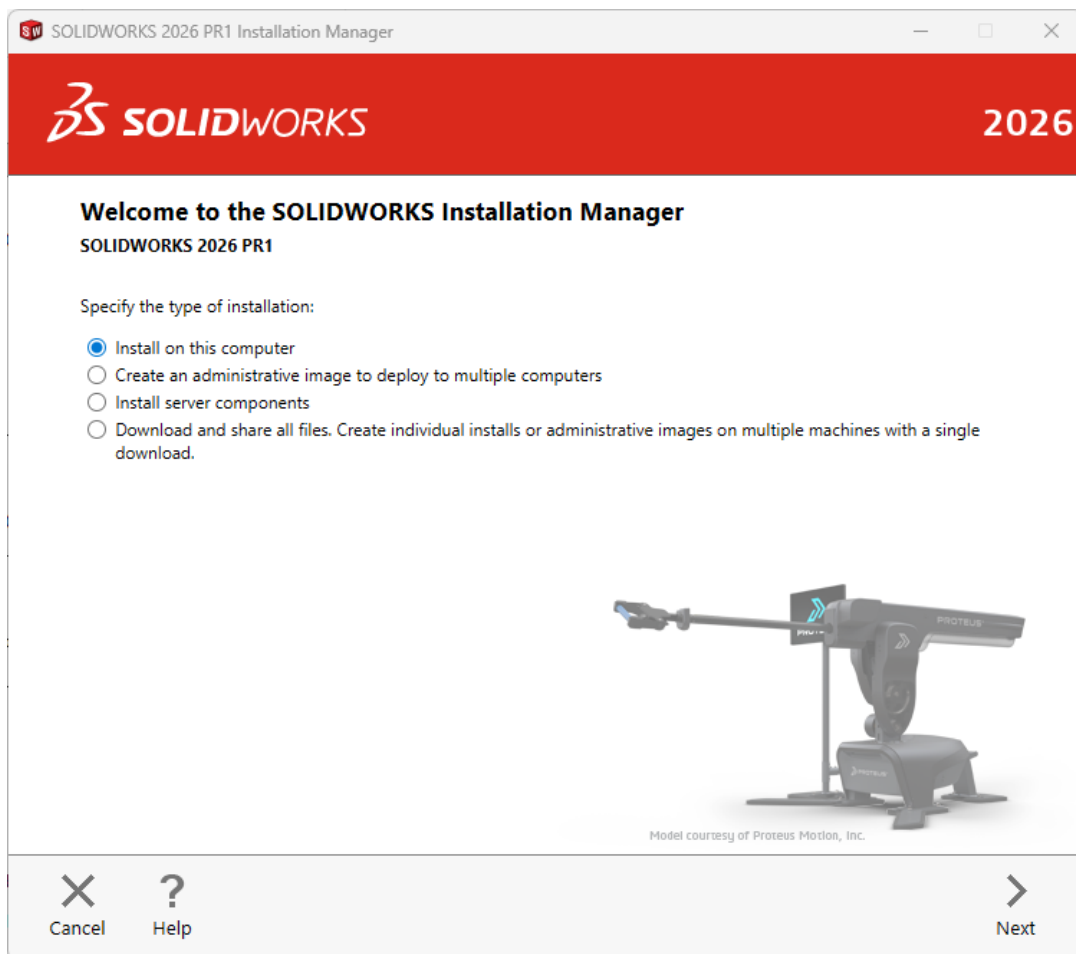 SOLIDWORKS 2026 PR1 Installation Manager
SOLIDWORKS
2026
Welcome to the SOLIDWORKS Installation Manager
SOLIDWORKS 2026 PR1
Specify the type of installation:
Install on this computer
Create an administrative image to deploy to multiple computers
Install server components
Download and share all files. Create individual installs or administrative images on multiple machines with a single
download.
PROTEUS
PROTEUS
Model courtesy of Proteus Motion, Inc.
Cancel
Help
Next